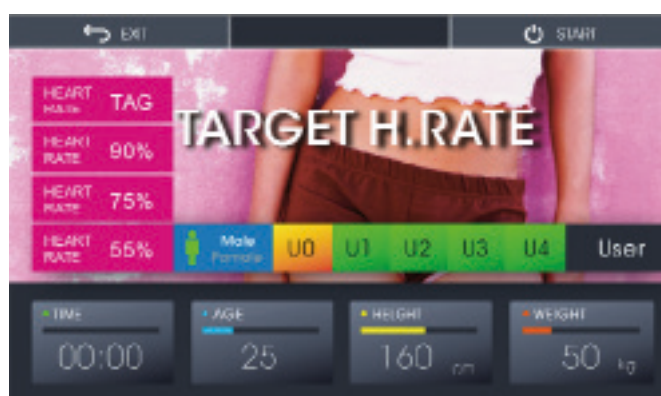 EXIT
START
HEART
RATE TAG
TARGET H.RATE
HEART
RATE 90%
HEART
RATE 75%
HEART
RATE 55%
Male
Female
U0 U1 U2 U3 U4 User
TIME
00:00
AGE
25
HEIGHT
160 cm
WEIGHT
50 kg